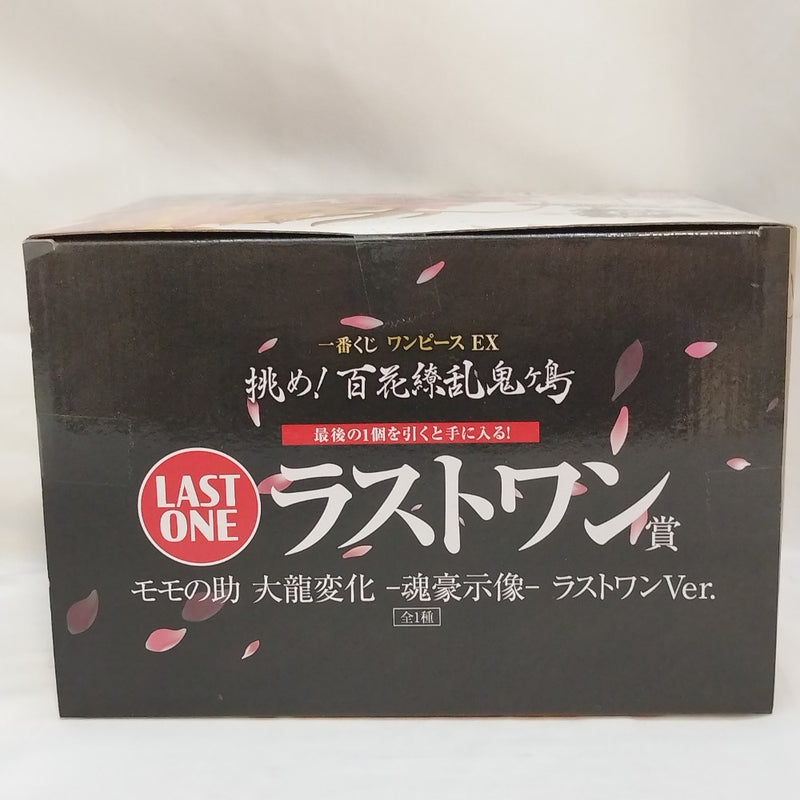 一番くじ ワンピース EX
挑め！百花繚乱鬼ヶ島
最後の1個を引くと手に入る！
LAST
ONE
ラストワン賞
モモの助 大龍変化 -魂豪示像- ラストワンVer.
全1種